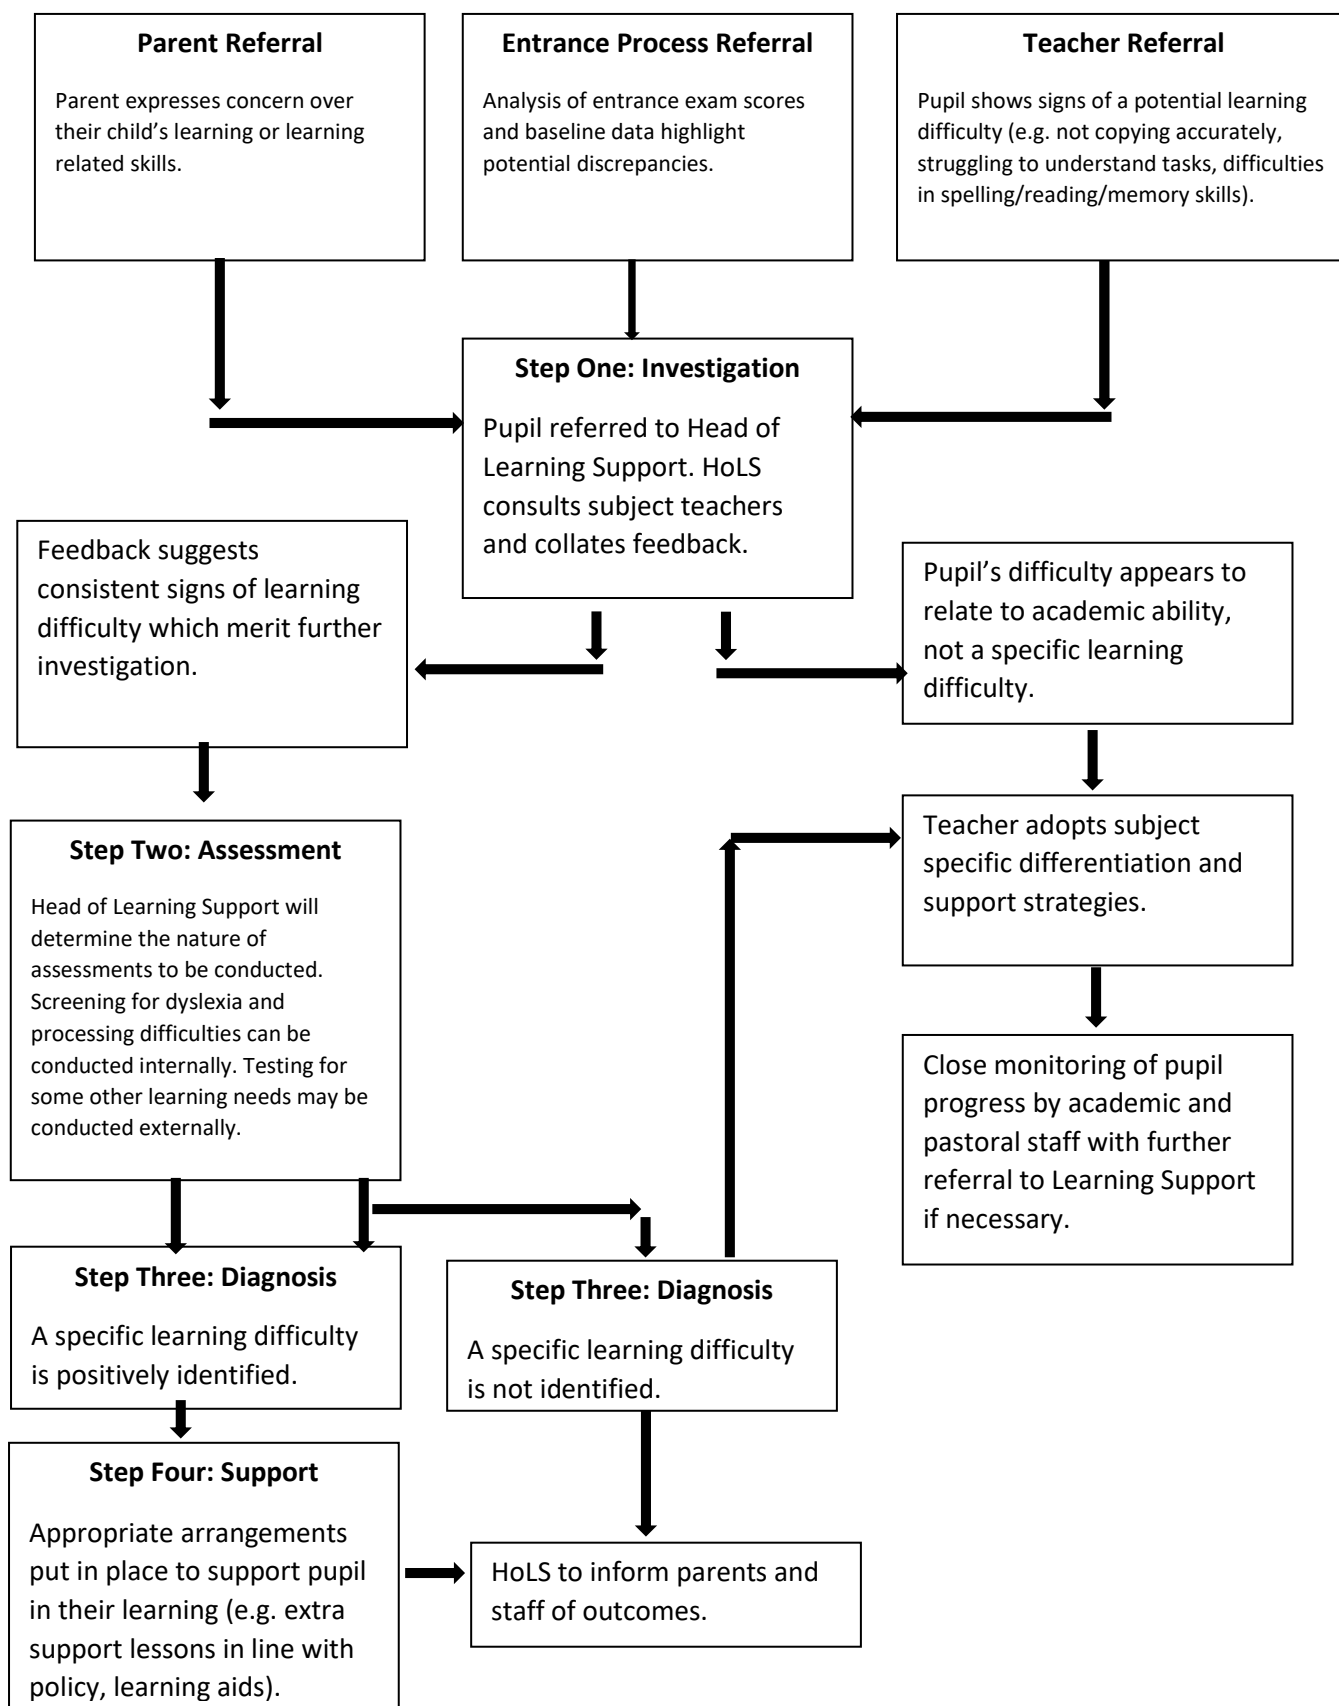 Parent Referral
Parent expresses concern over
their child’s learning or learning
related skills.
Entrance Process Referral
Analysis of entrance exam scores
and baseline data highlight
potential discrepancies.
Teacher Referral
Pupil shows signs of a potential learning
difficulty (e.g. not copying accurately,
struggling to understand tasks, difficulties
in spelling/reading/memory skills).
Step One: Investigation
Pupil referred to Head of
Learning Support. HoLS
consults subject teachers
and collates feedback.
Feedback suggests
consistent signs of learning
difficulty which merit further
investigation.
Pupil’s difficulty appears to
relate to academic ability,
not a specific learning
difficulty.
Step Two: Assessment
Head of Learning Support will
determine the nature of
assessments to be conducted.
Screening for dyslexia and
processing difficulties can be
conducted internally. Testing for
some other learning needs may be
conducted externally.
Teacher adopts subject
specific differentiation and
support strategies.
Close monitoring of pupil
progress by academic and
pastoral staff with further
referral to Learning Support
if necessary.
Step Three: Diagnosis
A specific learning difficulty
is positively identified.
Step Three: Diagnosis
A specific learning difficulty
is not identified.
Step Four: Support
Appropriate arrangements
put in place to support pupil
in their learning (e.g. extra
support lessons in line with
policy, learning aids).
HoLS to inform parents and
staff of outcomes.